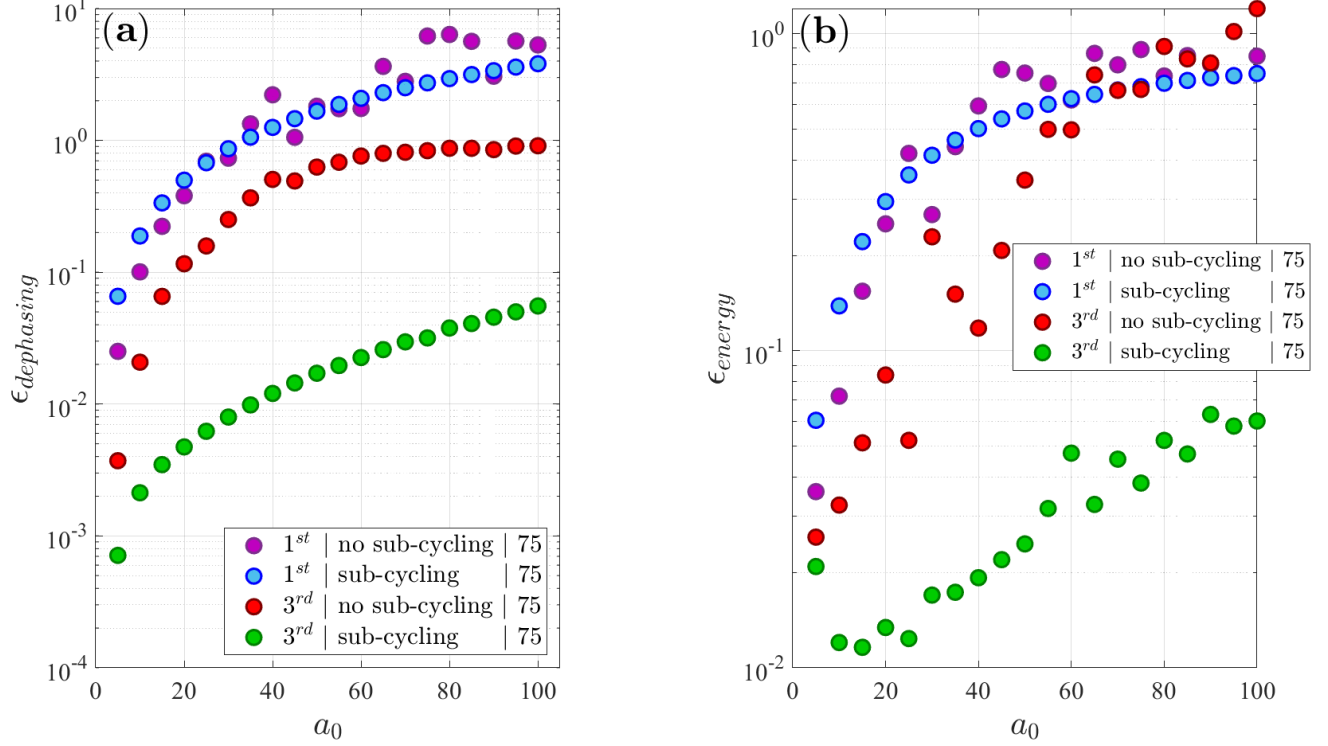 (a)
10^1
10^0
10^-1
10^-2
10^-3
10^-4
ϵ_dephasing
0 20 40 60 80 100
a_0
1^st | no sub-cycling | 75
1^st | sub-cycling | 75
3^rd | no sub-cycling | 75
3^rd | sub-cycling | 75
(b)
10^0
10^-1
10^-2
ϵ_energy
0 20 40 60 80 100
a_0
1^st | no sub-cycling | 75
1^st | sub-cycling | 75
3^rd | no sub-cycling | 75
3^rd | sub-cycling | 75